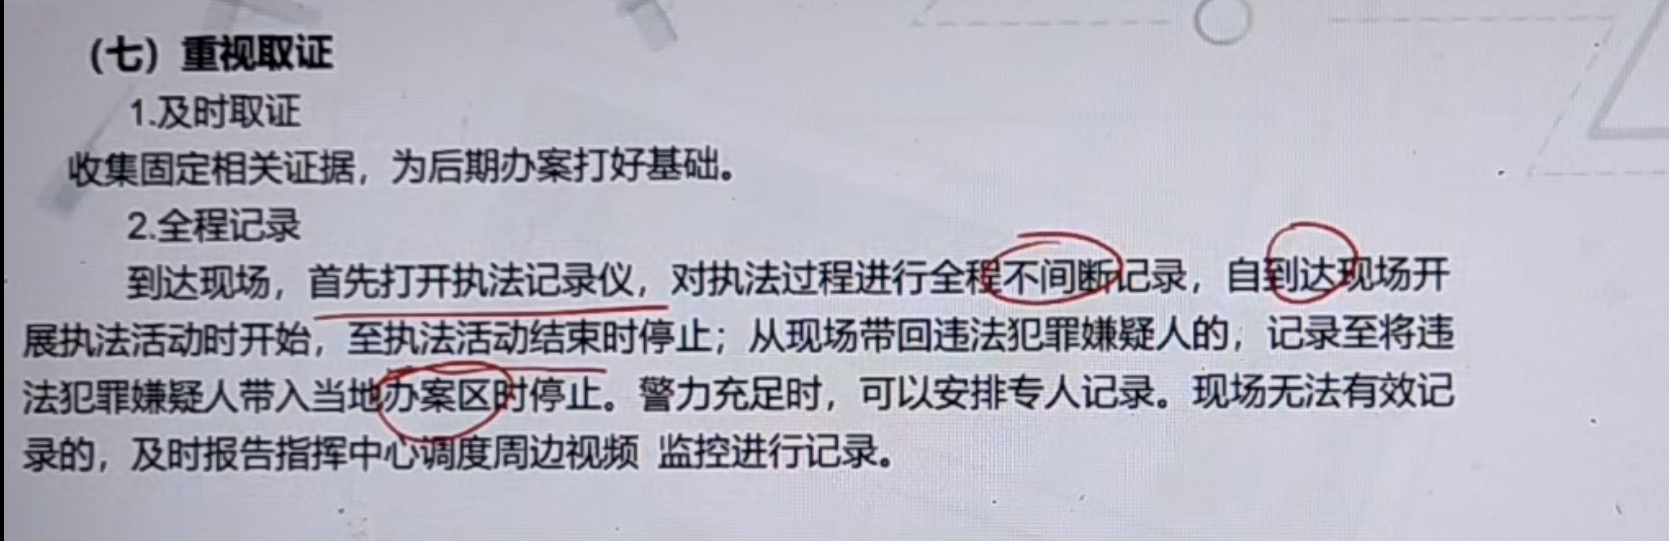 （七）重视取证
1.及时取证
收集固定相关证据，为后期办案打好基础。
2.全程记录
到达现场，首先打开执法记录仪，对执法过程进行全程不间断记录，自到达现场开
展执法活动时开始，至执法活动结束时停止；从现场带回违法犯罪嫌疑人的，记录至将违
法犯罪嫌疑人带入当地办案区时停止。警力充足时，可以安排专人记录。现场无法有效记
录的，及时报告指挥中心调度周边视频 监控进行记录。